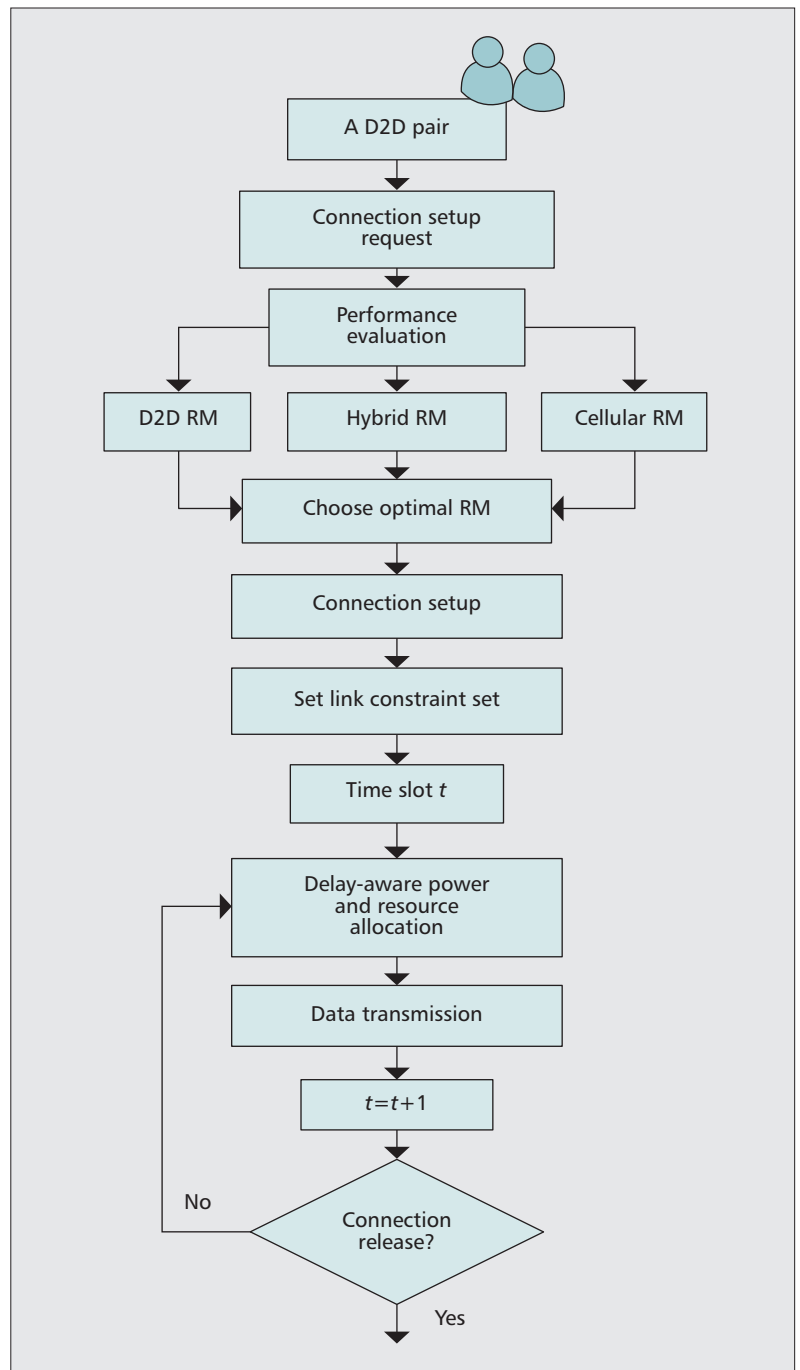 A D2D pair
Connection setup
request
Performance
evaluation
D2D RM
Hybrid RM
Cellular RM
Choose optimal RM
Connection setup
Set link constraint set
Time slot t
Delay-aware power
and resource
allocation
Data transmission
t=t+1
No
Connection
release?
Yes